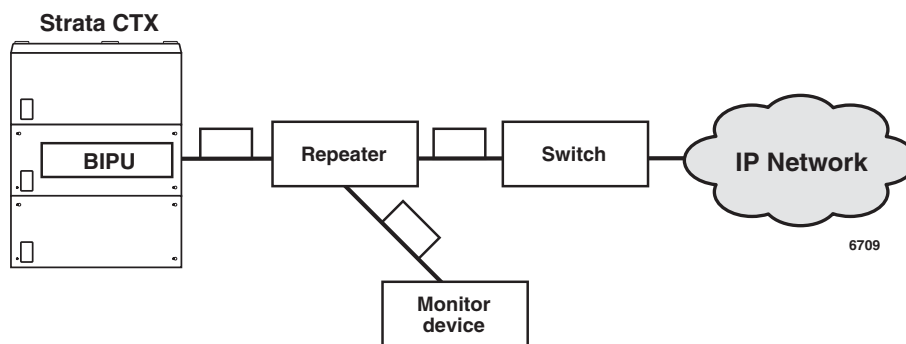 Strata CTX
BIPU
Repeater
Switch
IP Network
6709
Monitor
device